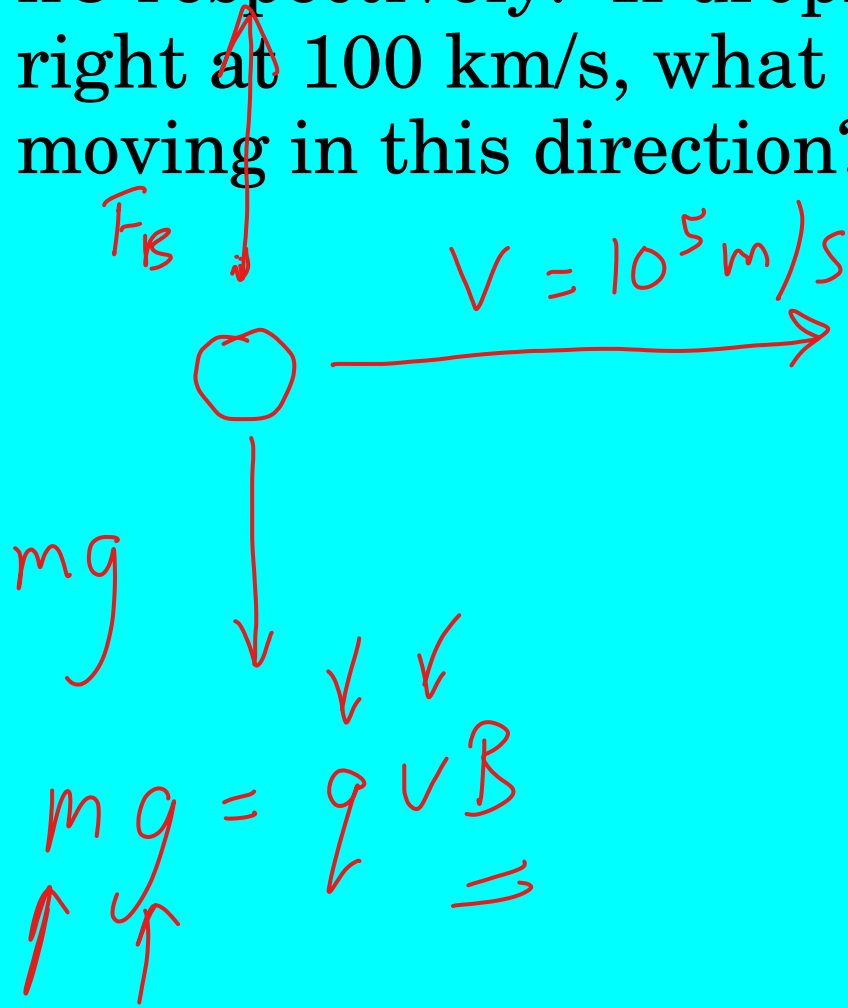 right at 100 km/s, what
moving in this direction?
F_B
V = 10^5 m/s
mg
mg = qvB